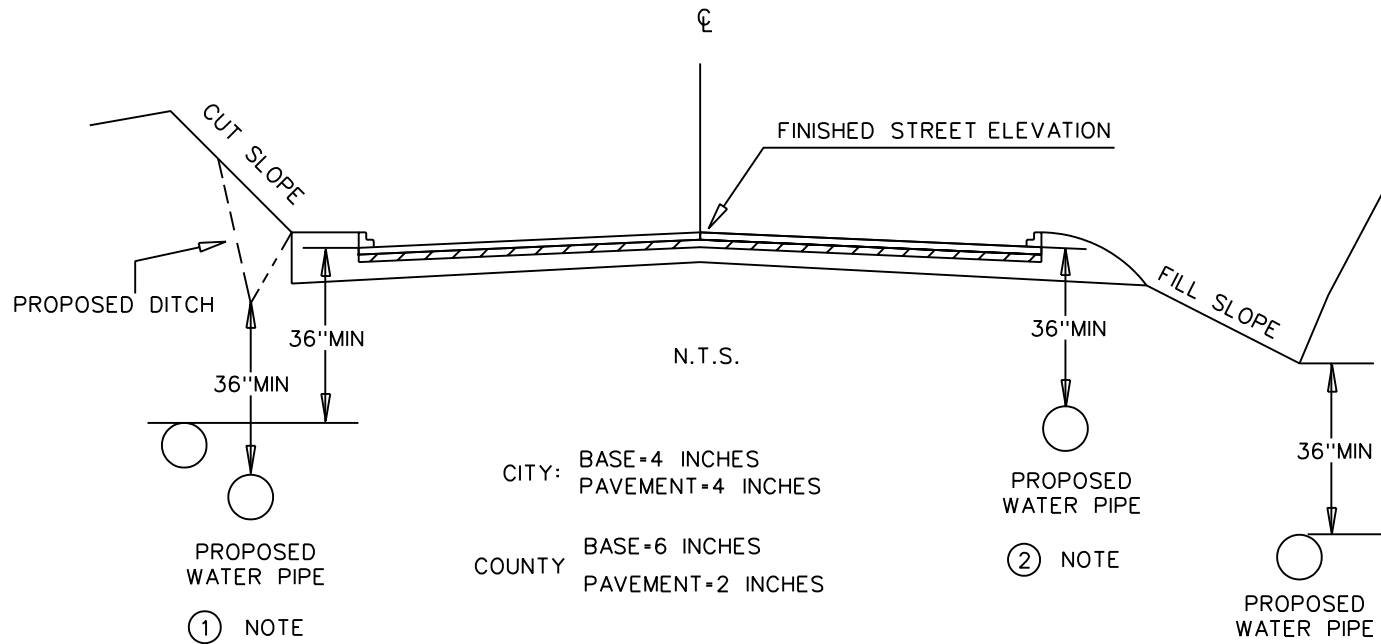 ℄
FINISHED STREET ELEVATION
CUT SLOPE
PROPOSED DITCH
36"MIN
36"MIN
N.T.S.
36"MIN
FILL SLOPE
36"MIN
CITY: BASE=4 INCHES
PAVEMENT=4 INCHES
COUNTY BASE=6 INCHES
PAVEMENT=2 INCHES
PROPOSED
WATER PIPE
1 NOTE
PROPOSED
WATER PIPE
2 NOTE
PROPOSED
WATER PIPE